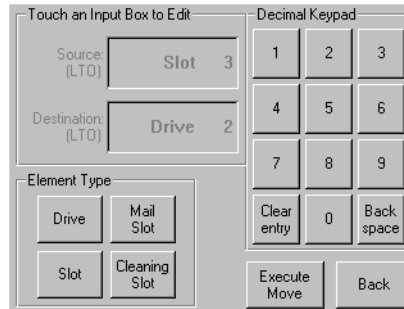 Touch an Input Box to Edit
Source:
(LTO)
Slot 3
Destination:
(LTO)
Drive 2
Element Type
Drive
Mail
Slot
Slot
Cleaning
Slot
Decimal Keypad
1 2 3
4 5 6
7 8 9
Clear
entry
0
Back
space
Execute
Move
Back